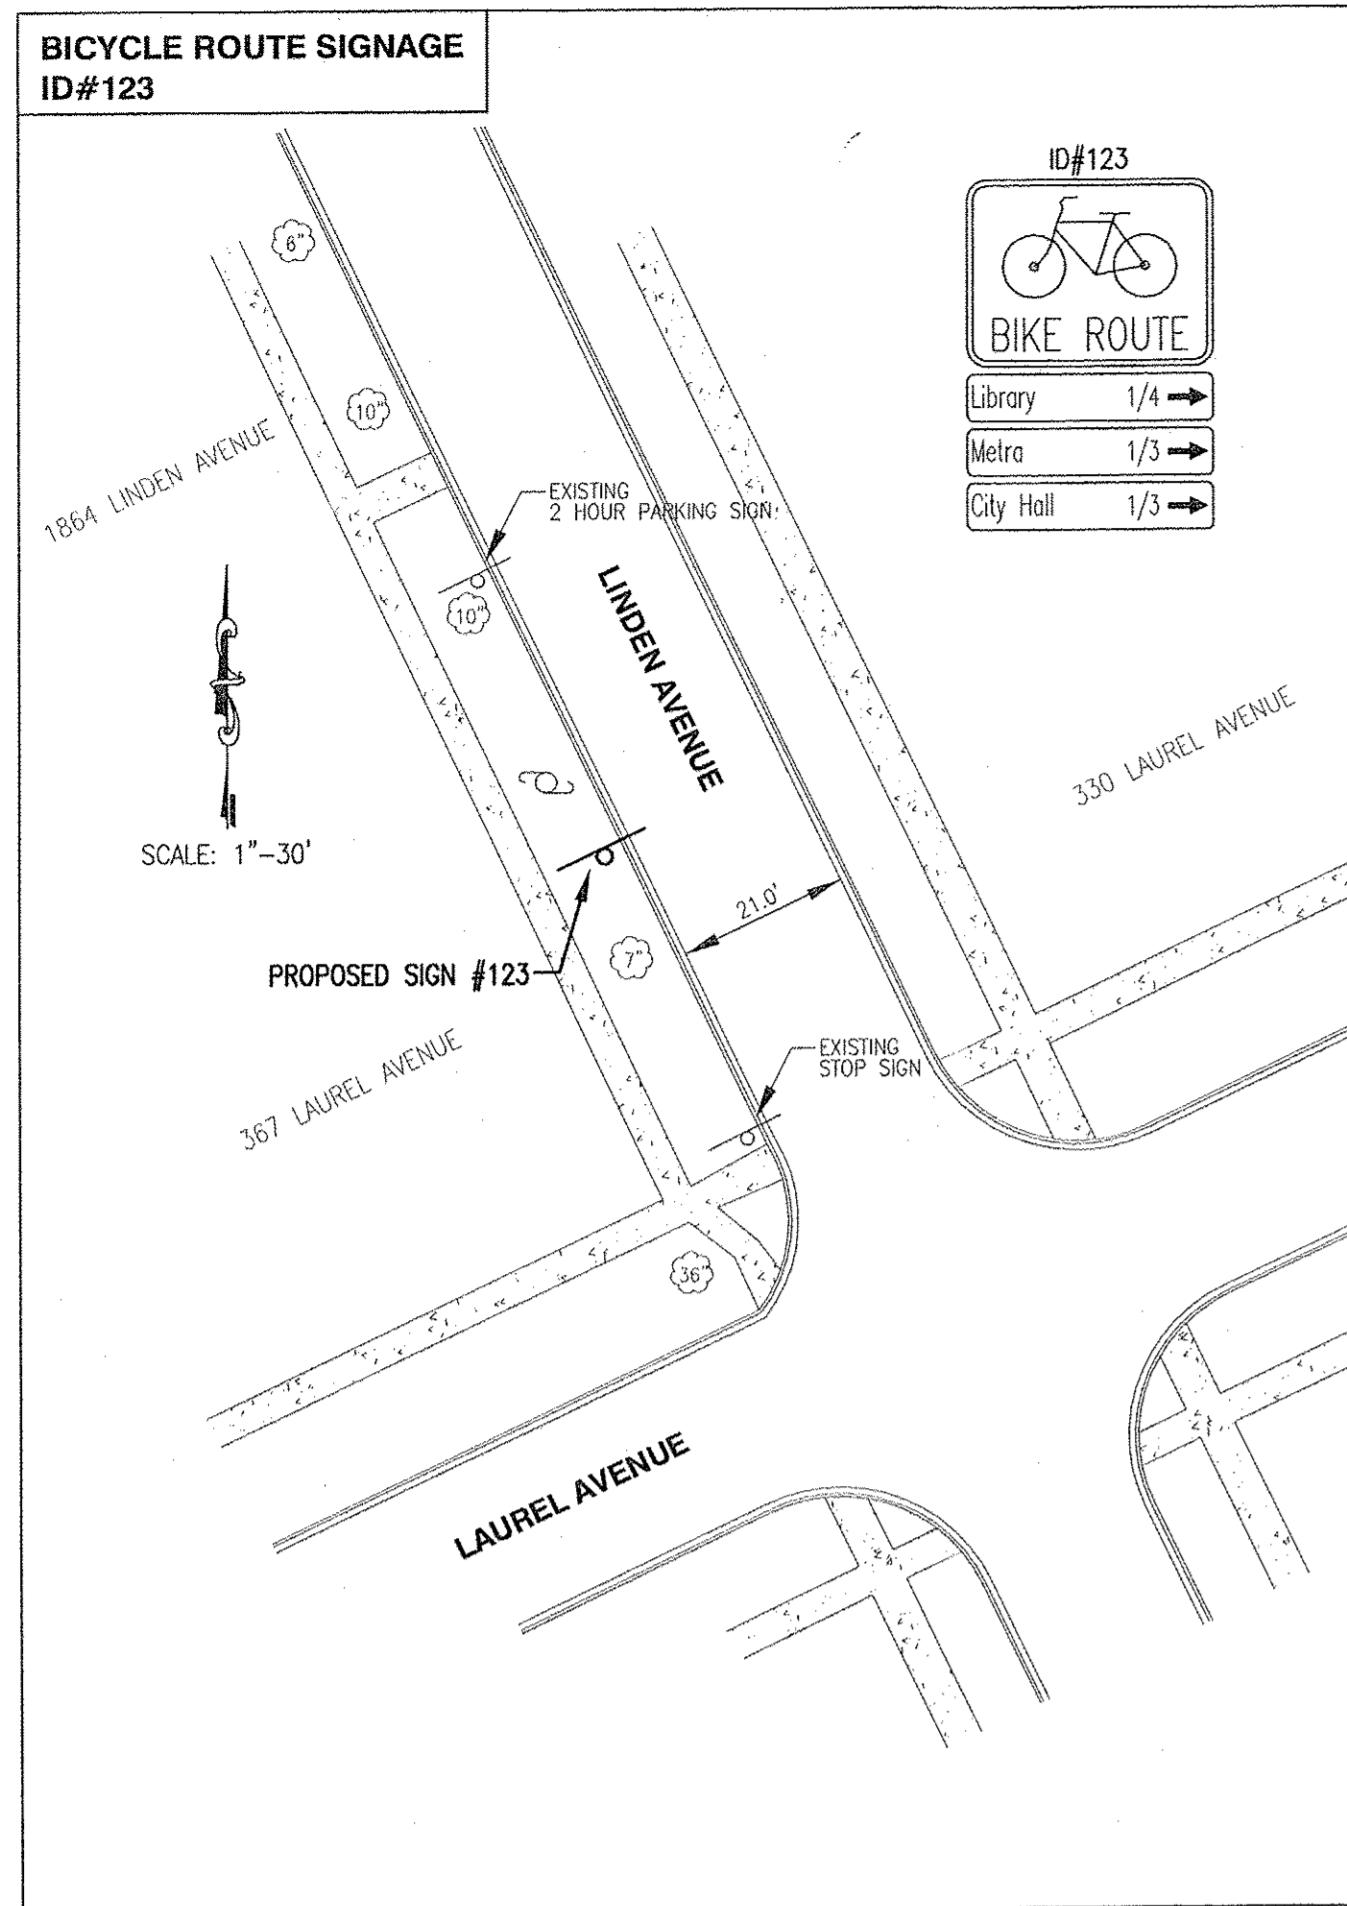 BICYCLE ROUTE SIGNAGE
ID#123
ID#123
BIKE ROUTE
Library 1/4
Metra 1/3
City Hall 1/3
6"
10"
1864 LINDEN AVENUE
EXISTING
2 HOUR PARKING SIGN
10"
LINDEN AVENUE
330 LAUREL AVENUE
SCALE: 1"-30'
21.0'
PROPOSED SIGN #123
7"
367 LAUREL AVENUE
EXISTING
STOP SIGN
36"
LAUREL AVENUE